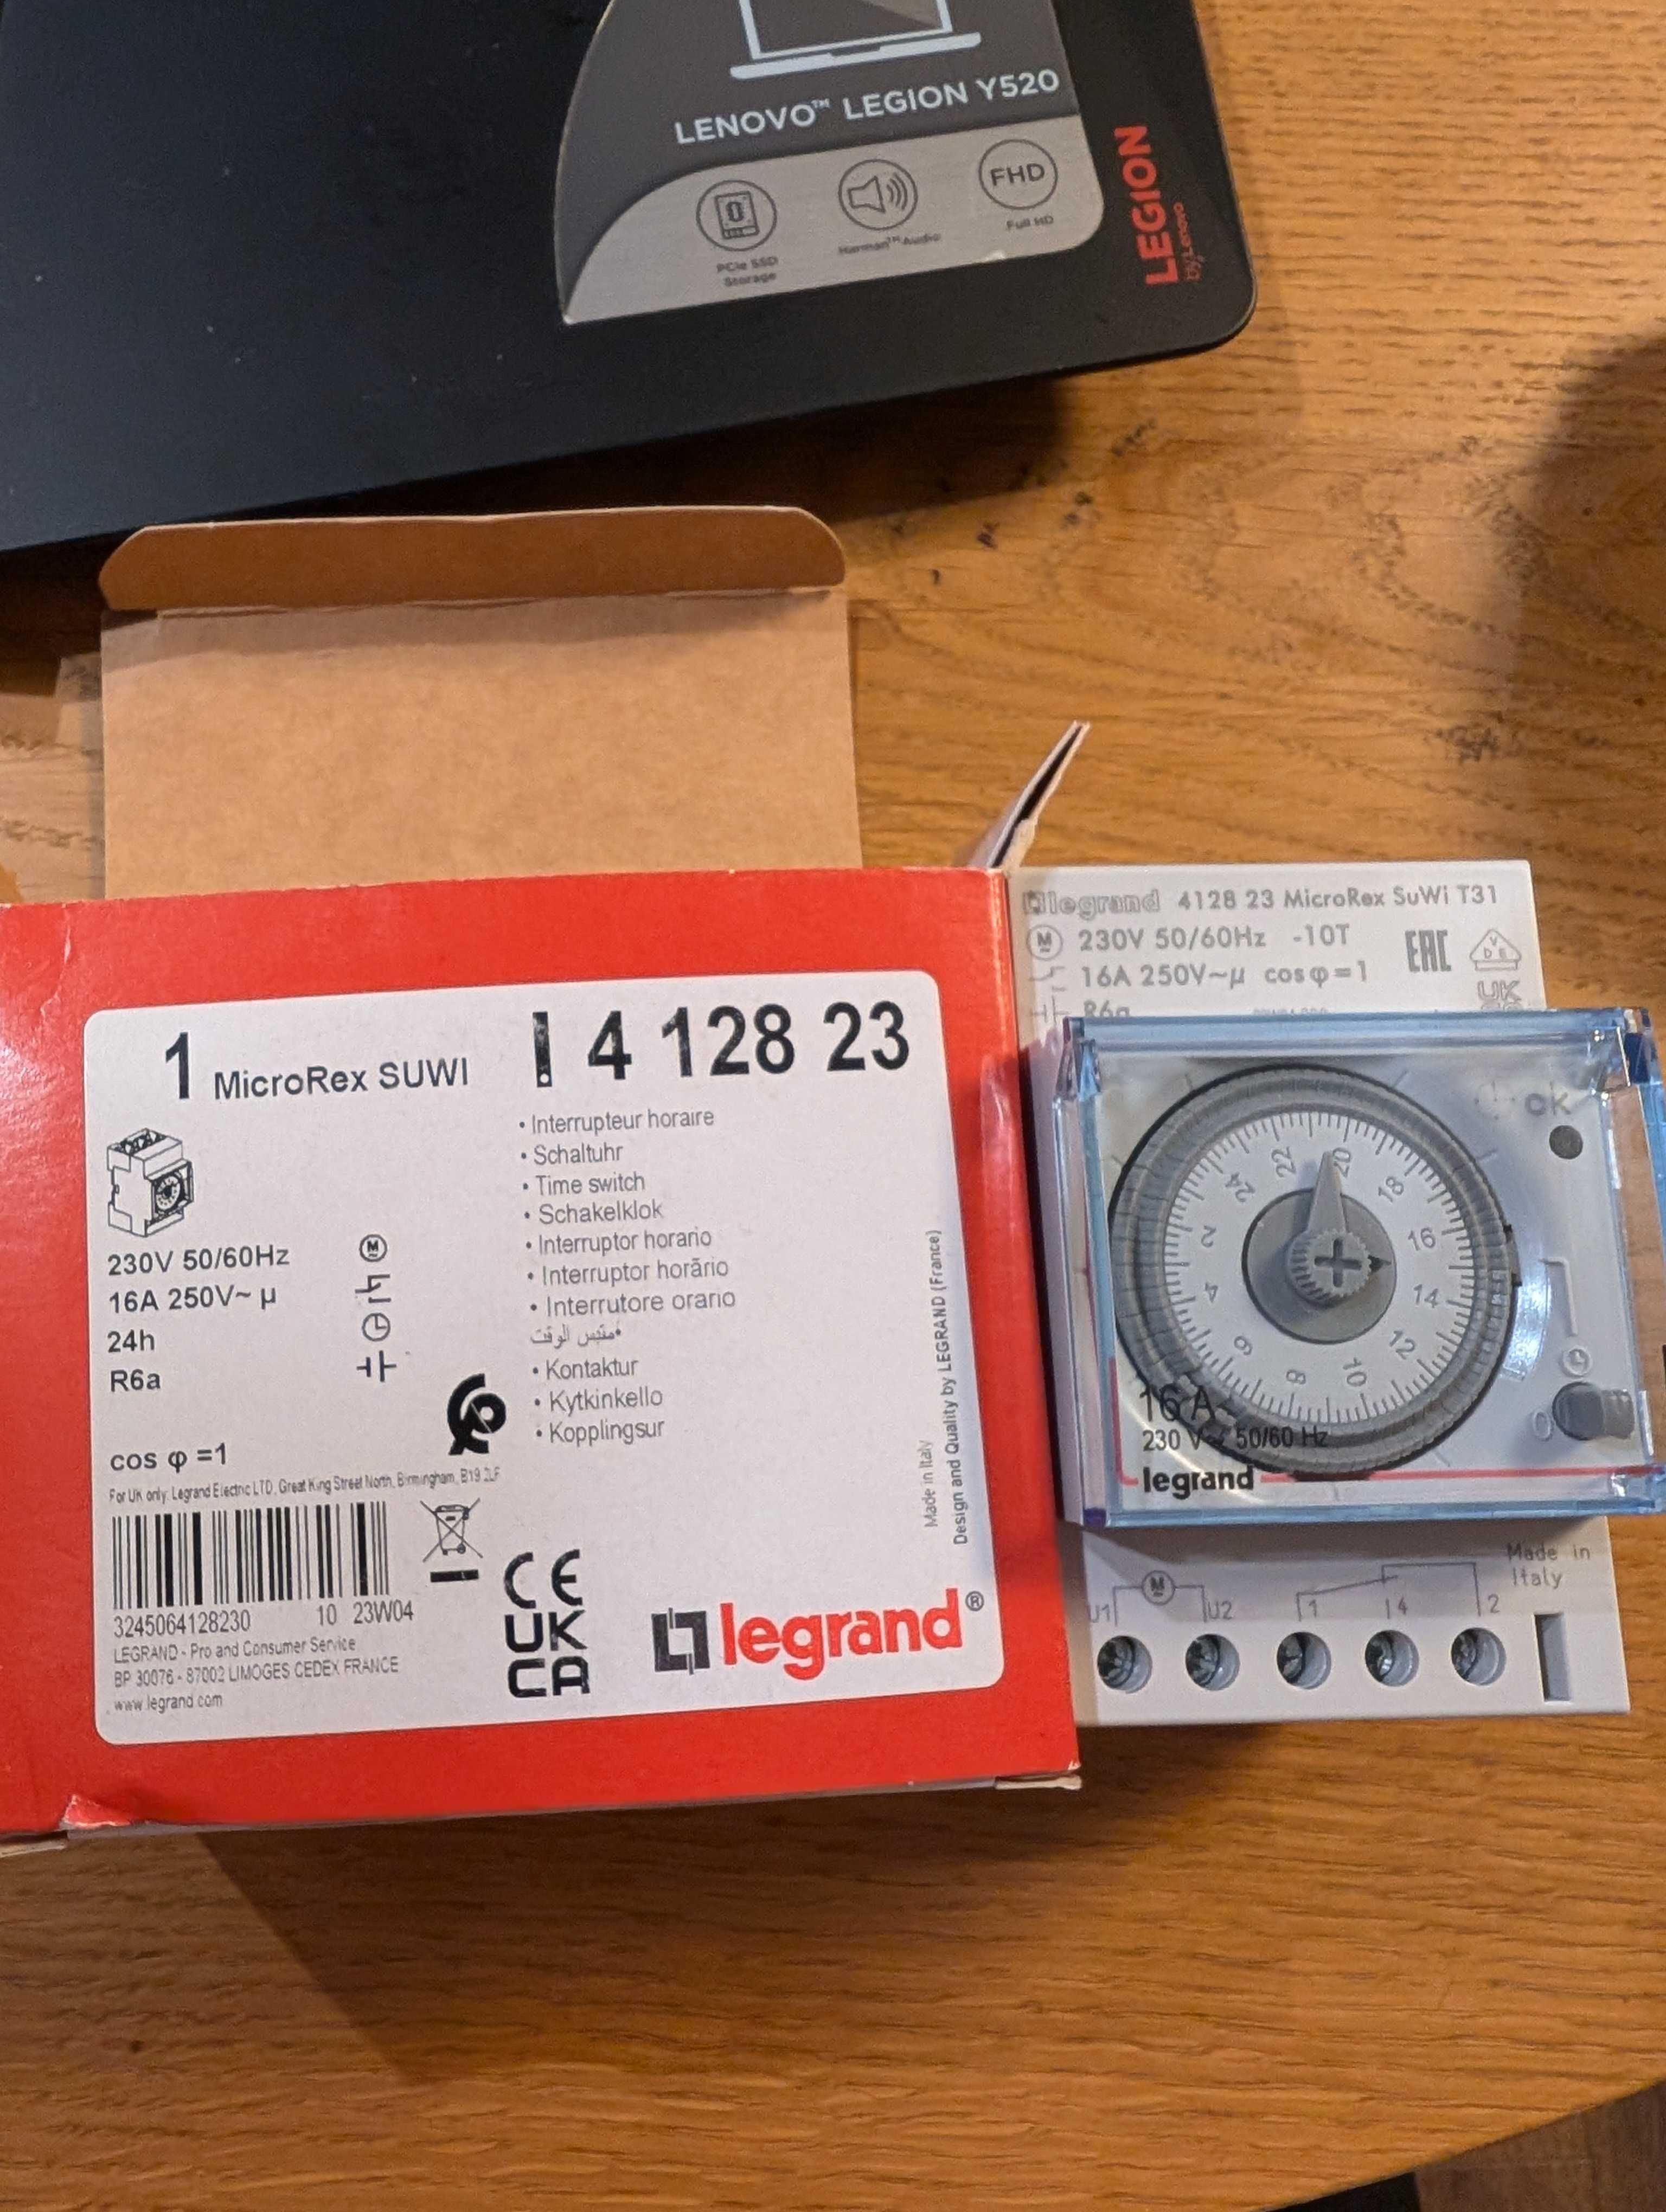 LENOVO™ LEGION Y520
PCIe SSD
Storage
Harman™ Audio
FHD
Full HD
LEGION
by Lenovo
1 MicroRex SUWI
! 4 128 23
• Interrupteur horaire
• Schaltuhr
• Time switch
• Schakelklok
• Interruptor horario
• Interruptor horãrio
• Interrutore orario
• Kontaktur
• Kytkinkello
• Kopplingsur
230V 50/60Hz
16A 250V~ µ
24h
R6a
cos φ =1
For UK only: Legrand Electric LTD, Great King Street North, Birmingham, B19 2LF
3245064128230 10 23W04
LEGRAND - Pro and Consumer Service
BP 30076 - 87002 LIMOGES CEDEX FRANCE
www.legrand.com
CE
UK
CA
legrand®
Made in Italy
Design and Quality by LEGRAND (France)
legrand 4128 23 MicroRex SuWi T31
M 230V 50/60Hz -10T
16A 250V~µ cosφ=1
R6a
EAC
VDE
UK
ok
20
18
16
14
12
10
8
6
4
2
24
22
0
16 A~
230 V~ 50/60 Hz
legrand
Made in
Italy
U1 M U2 1 4 2